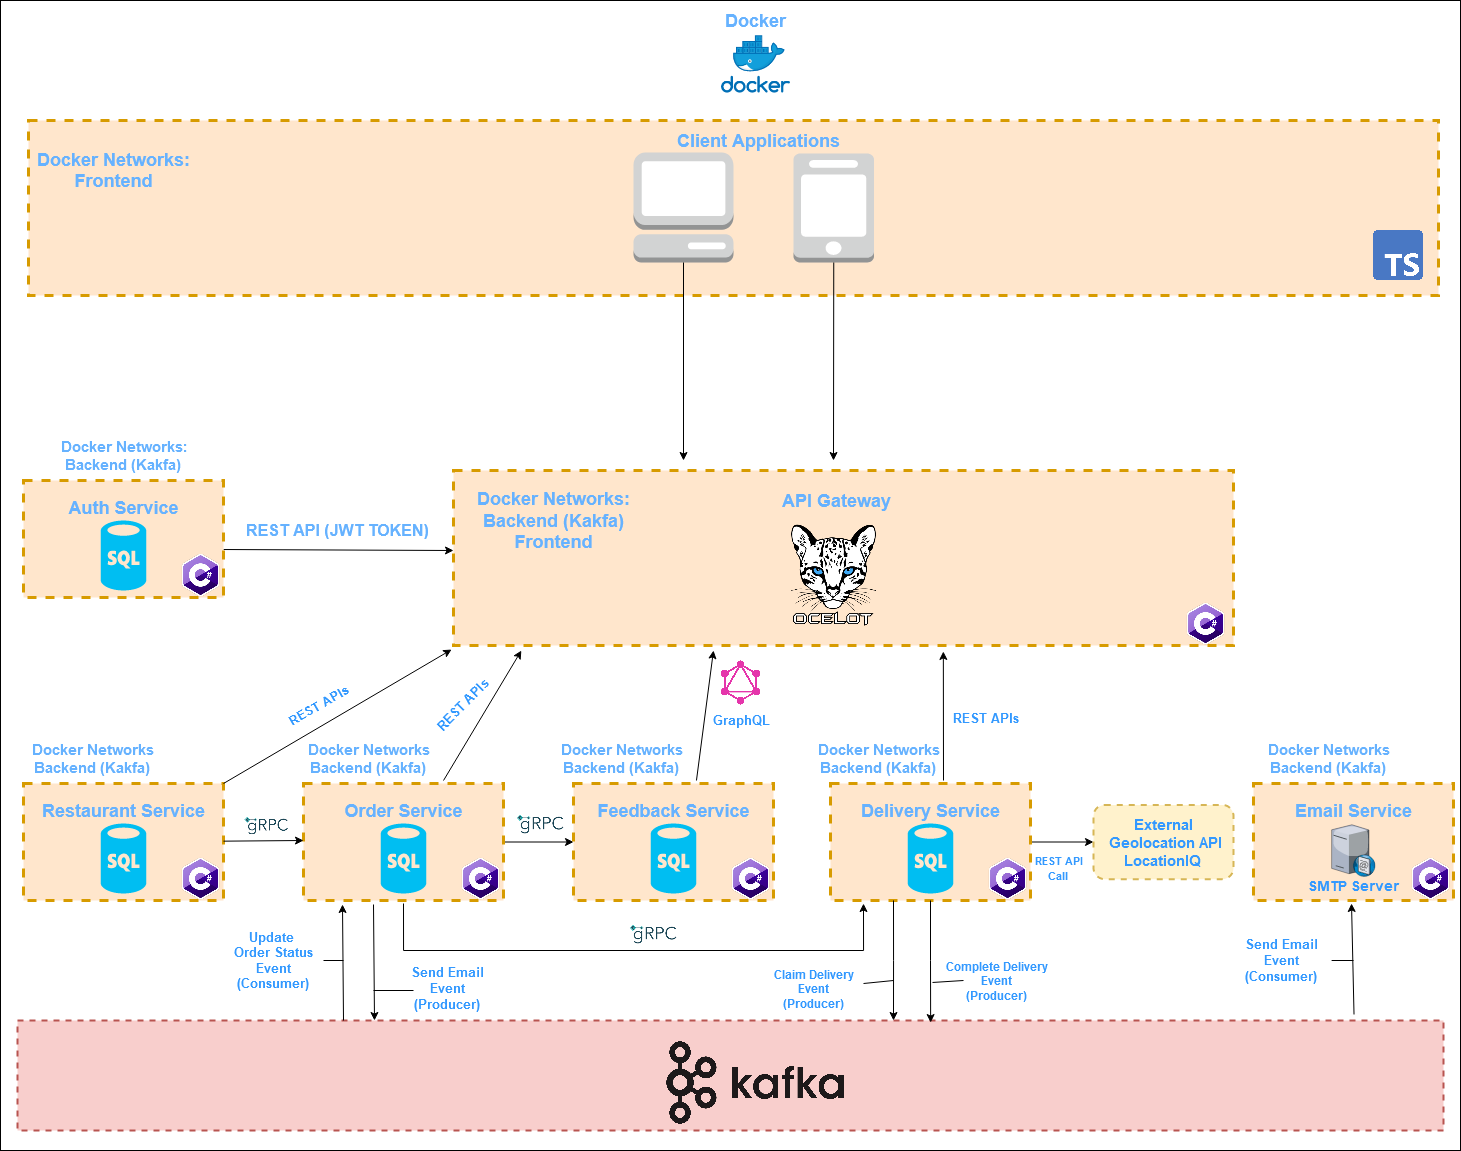 Docker
docker
Client Applications
Docker Networks:
Frontend
TS
Docker Networks:
Backend (Kakfa)
Auth Service
SQL
C#
REST API (JWT TOKEN)
Docker Networks:
Backend (Kakfa)
Frontend
API Gateway
OCELOT
C#
REST APIs
REST APIs
GraphQL
REST APIs
Docker Networks
Backend (Kakfa)
Restaurant Service
SQL
C#
gRPC
Docker Networks
Backend (Kakfa)
Order Service
SQL
C#
gRPC
Docker Networks
Backend (Kakfa)
Feedback Service
SQL
C#
Docker Networks
Backend (Kakfa)
Delivery Service
SQL
C#
REST API
Call
External
Geolocation API
LocationIQ
Docker Networks
Backend (Kakfa)
Email Service
SMTP Server
C#
Update
Order Status
Event
(Consumer)
Send Email
Event
(Producer)
gRPC
Claim Delivery
Event
(Producer)
Complete Delivery
Event
(Producer)
Send Email
Event
(Consumer)
kafka